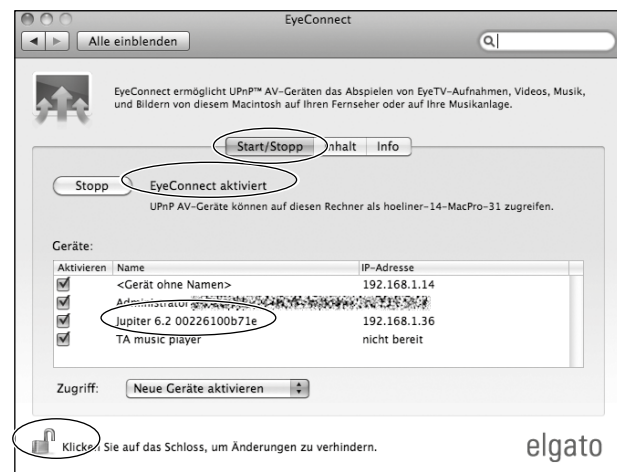 EyeConnect
Alle einblenden
EyeConnect ermöglicht UPnP™ AV-Geräten das Abspielen von EyeTV-Aufnahmen, Videos, Musik,
und Bildern von diesem Macintosh auf Ihren Fernseher oder auf Ihre Musikanlage.
Start/Stopp Inhalt Info
Stopp EyeConnect aktiviert
UPnP AV-Geräte können auf diesen Rechner als hoeliner-14-MacPro-31 zugreifen.
Geräte:
Aktivieren Name IP-Adresse
<Gerät ohne Namen> 192.168.1.14
Administrator
Jupiter 6.2 00226100b71e 192.168.1.36
TA music player nicht bereit
Zugriff: Neue Geräte aktivieren
Klicken Sie auf das Schloss, um Änderungen zu verhindern.
elgato